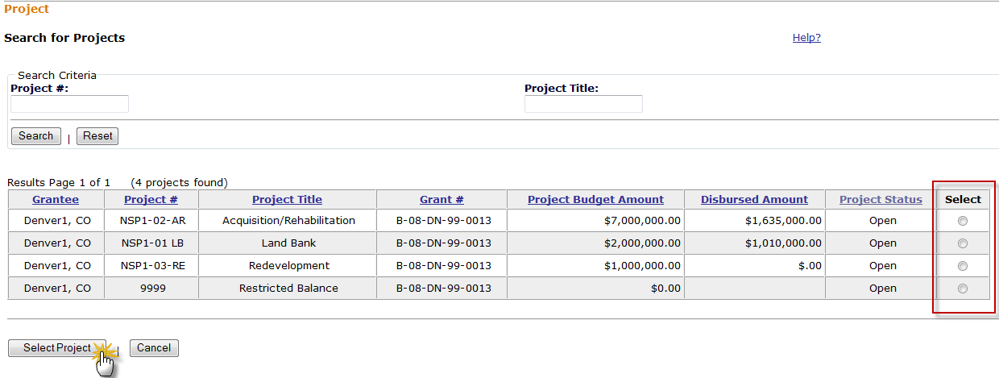 Project
Search for Projects Help?
Search Criteria
Project #: Project Title:
Search | Reset
Results Page 1 of 1 (4 projects found)
Grantee Project # Project Title Grant # Project Budget Amount Disbursed Amount Project Status Select
Denver1, CO NSP1-02-AR Acquisition/Rehabilitation B-08-DN-99-0013 $7,000,000.00 $1,635,000.00 Open
Denver1, CO NSP1-01 LB Land Bank B-08-DN-99-0013 $2,000,000.00 $1,010,000.00 Open
Denver1, CO NSP1-03-RE Redevelopment B-08-DN-99-0013 $1,000,000.00 $.00 Open
Denver1, CO 9999 Restricted Balance B-08-DN-99-0013 $0.00 Open
Select Project | Cancel